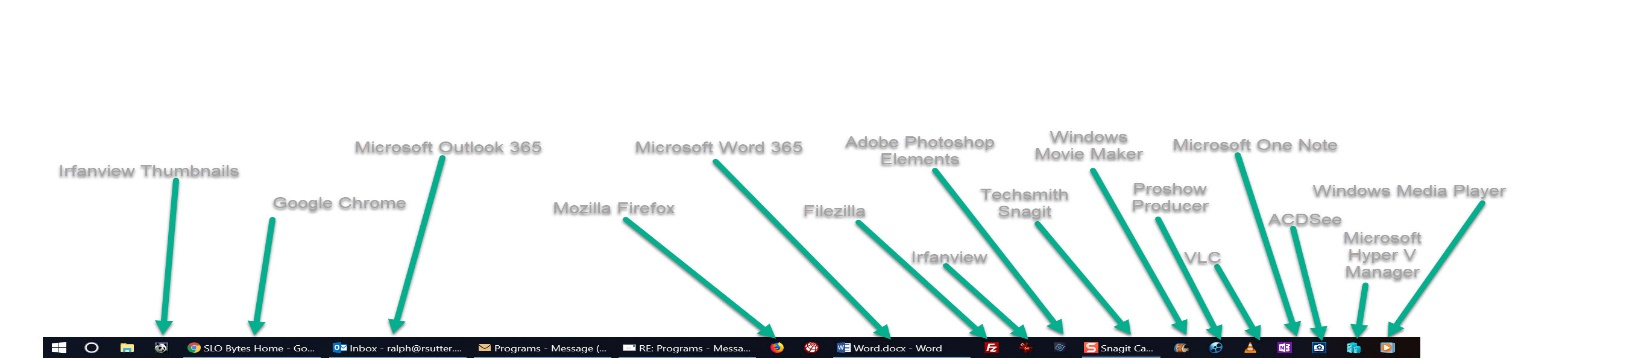 Microsoft Outlook 365
Microsoft Word 365
Adobe Photoshop
Elements
Windows
Movie Maker
Microsoft One Note
Irfanview Thumbnails
Google Chrome
Mozilla Firefox
Filezilla
Techsmith
Snagit
Proshow
Producer
Windows Media Player
ACDSee
Irfanview
VLC
Microsoft
Hyper V
Manager
SLO Bytes Home - Go...
Inbox - ralph@rsutter....
Programs - Message (...
RE: Programs - Messa...
Word.docx - Word
Snagit Ca...